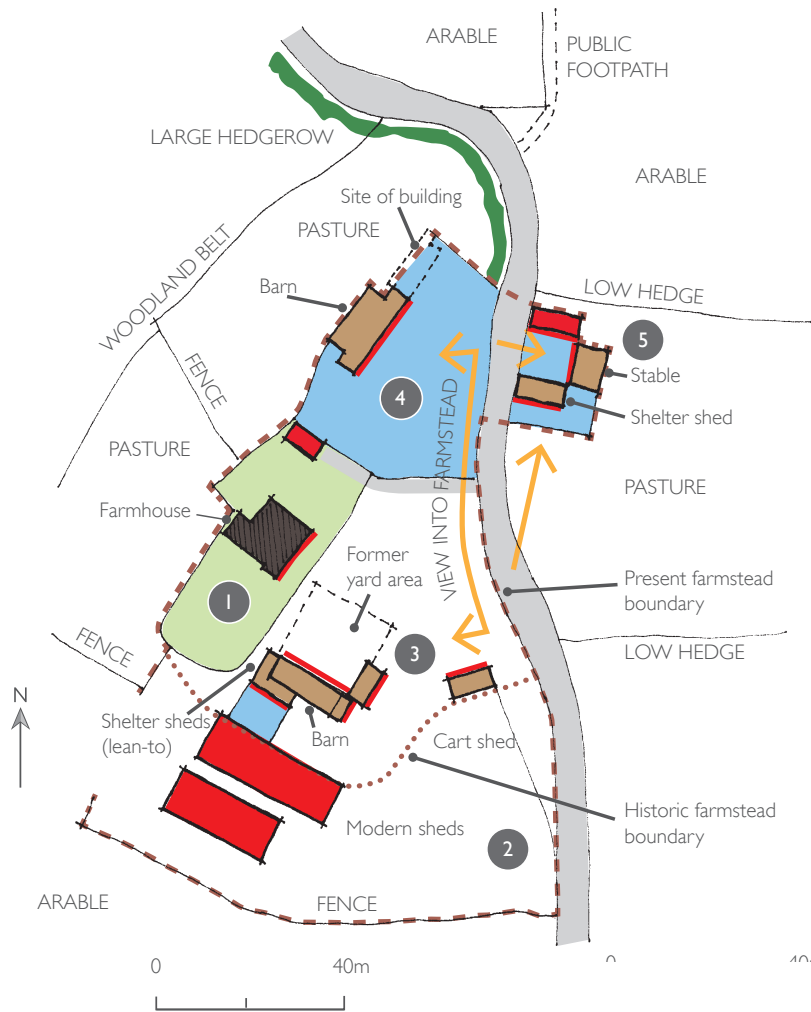 ARABLE
PUBLIC
FOOTPATH
LARGE HEDGEROW
ARABLE
Site of building
PASTURE
WOODLAND BELT
Barn
LOW HEDGE
5
FENCE
Stable
4
Shelter shed
VIEW INTO FARMSTEAD
PASTURE
PASTURE
Farmhouse
Former
yard area
Present farmstead
boundary
1
FENCE
3
LOW HEDGE
N
Shelter sheds
(lean-to)
Barn
Cart shed
Historic farmstead
boundary
Modern sheds
2
ARABLE
FENCE
0
40m
0